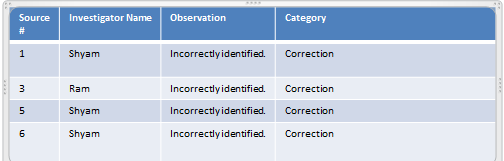 Source # Investigator Name Observation Category
1 Shyam Incorrectly identified. Correction
3 Ram Incorrectly identified. Correction
5 Shyam Incorrectly identified. Correction
6 Shyam Incorrectly identified. Correction